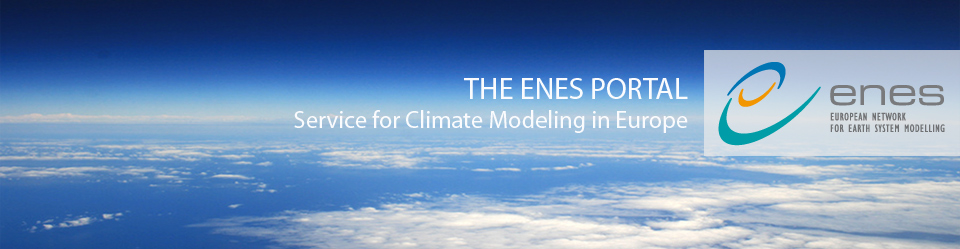 THE ENES PORTAL
Service for Climate Modeling in Europe
enes
EUROPEAN NETWORK
FOR EARTH SYSTEM MODELLING